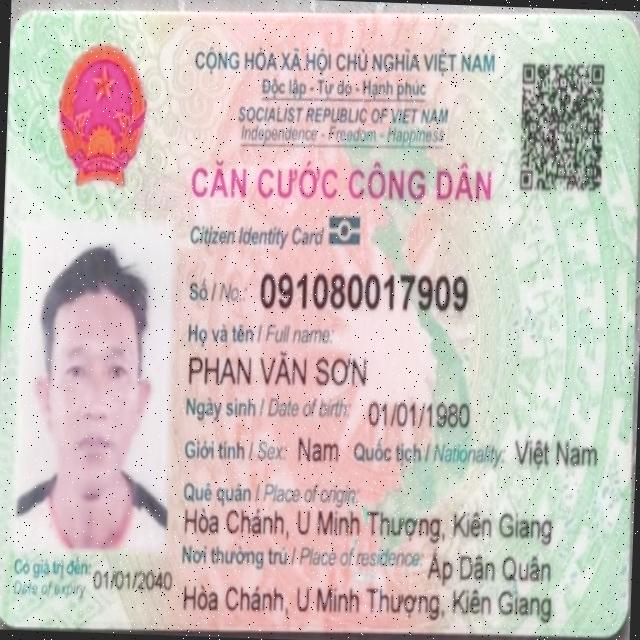 CỘNG HÒA XÃ HỘI CHỦ NGHĨA VIỆT NAM
Độc lập - Tự do - Hạnh phúc
SOCIALIST REPUBLIC OF VIET NAM
Independence - Freedom - Happiness
CĂN CƯỚC CÔNG DÂN
Citizen Identity Card
Số / No: 091080017909
Họ và tên / Full name:
PHAN VĂN SƠN
Ngày sinh / Date of birth: 01/01/1980
Giới tính / Sex: Nam Quốc tịch / Nationality: Việt Nam
Quê quán / Place of origin:
Hòa Chánh, U Minh Thượng, Kiên Giang
Nơi thường trú / Place of residence: Ấp Dân Quân
Hòa Chánh, U Minh Thượng, Kiên Giang
Có giá trị đến: 01/01/2040
Date of expiry